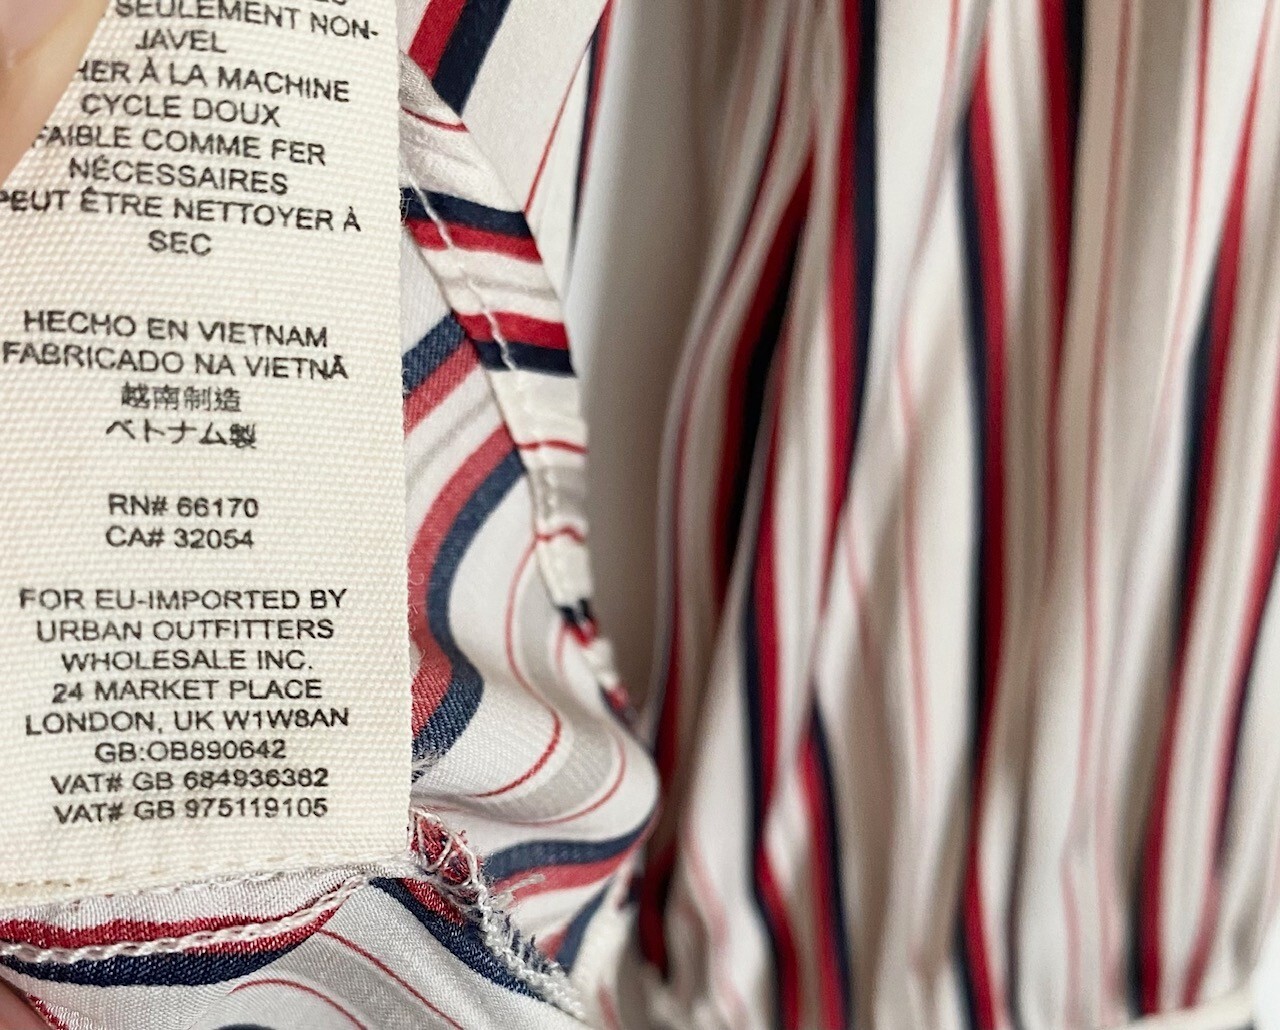 SEULEMENT NON-
JAVEL
À LA MACHINE
CYCLE DOUX
FAIBLE COMME FER
NÉCESSAIRES
PEUT ÊTRE NETTOYER À
SEC
HECHO EN VIETNAM
FABRICADO NA VIETNÃ
越南制造
ベトナム製
RN# 66170
CA# 32054
FOR EU-IMPORTED BY
URBAN OUTFITTERS
WHOLESALE INC.
24 MARKET PLACE
LONDON, UK W1W8AN
GB:OB890642
VAT# GB 684936382
VAT# GB 975119105